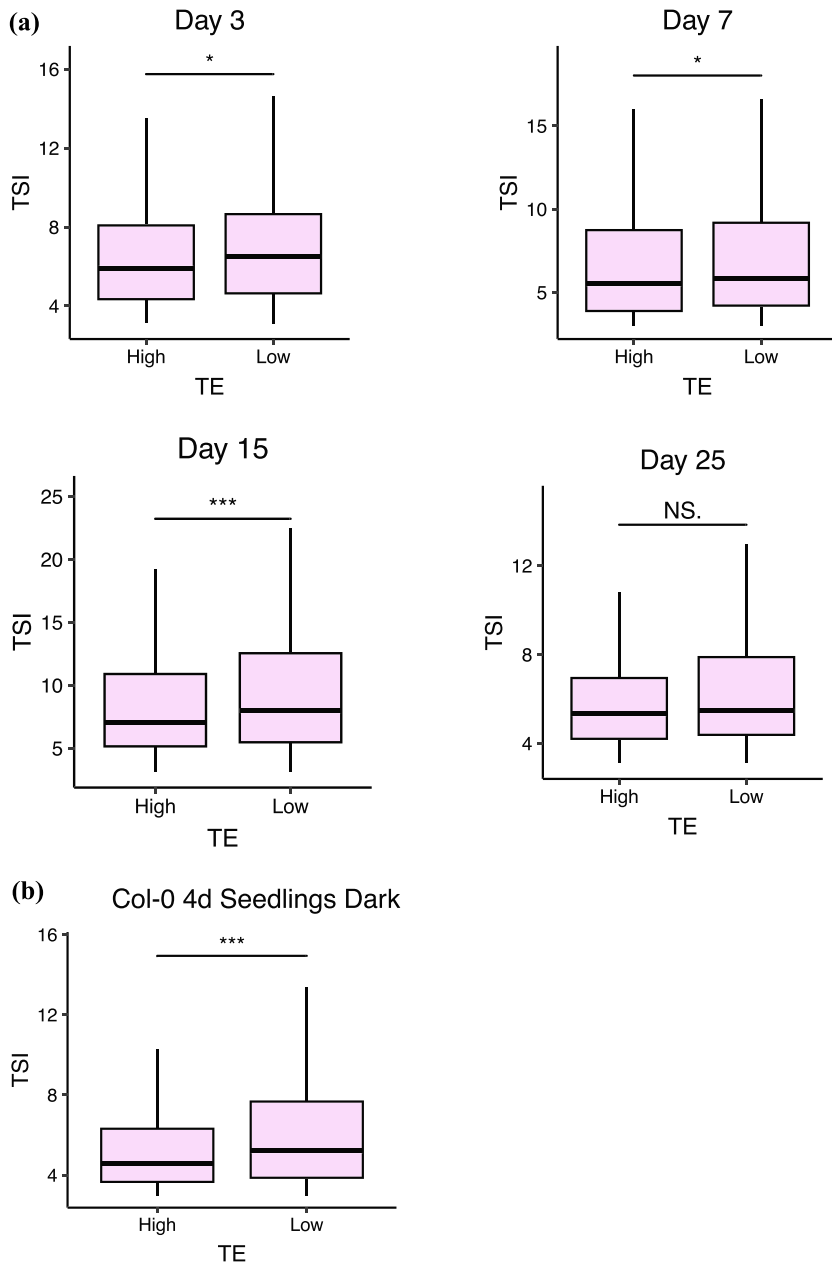 (a)
Day 3
*
16
12
8
4
TSI
High Low
TE
Day 7
*
15
10
5
TSI
High Low
TE
Day 15
***
25
20
15
10
5
TSI
High Low
TE
Day 25
NS.
12
8
4
TSI
High Low
TE
(b)
Col-0 4d Seedlings Dark
***
16
12
8
4
TSI
High Low
TE